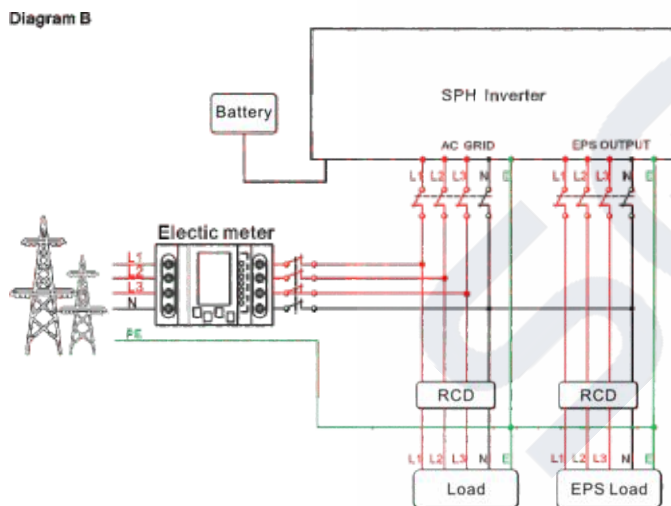 Diagram B
SPH Inverter
Battery
AC GRID
EPS OUTPUT
L1 L2 L3 N E
L1 L2 L3 N E
Electic meter
L1
L2
L3
N
PE
RCD
RCD
L1 L2 L3 N E
L1 L2 L3 N E
Load
EPS Load